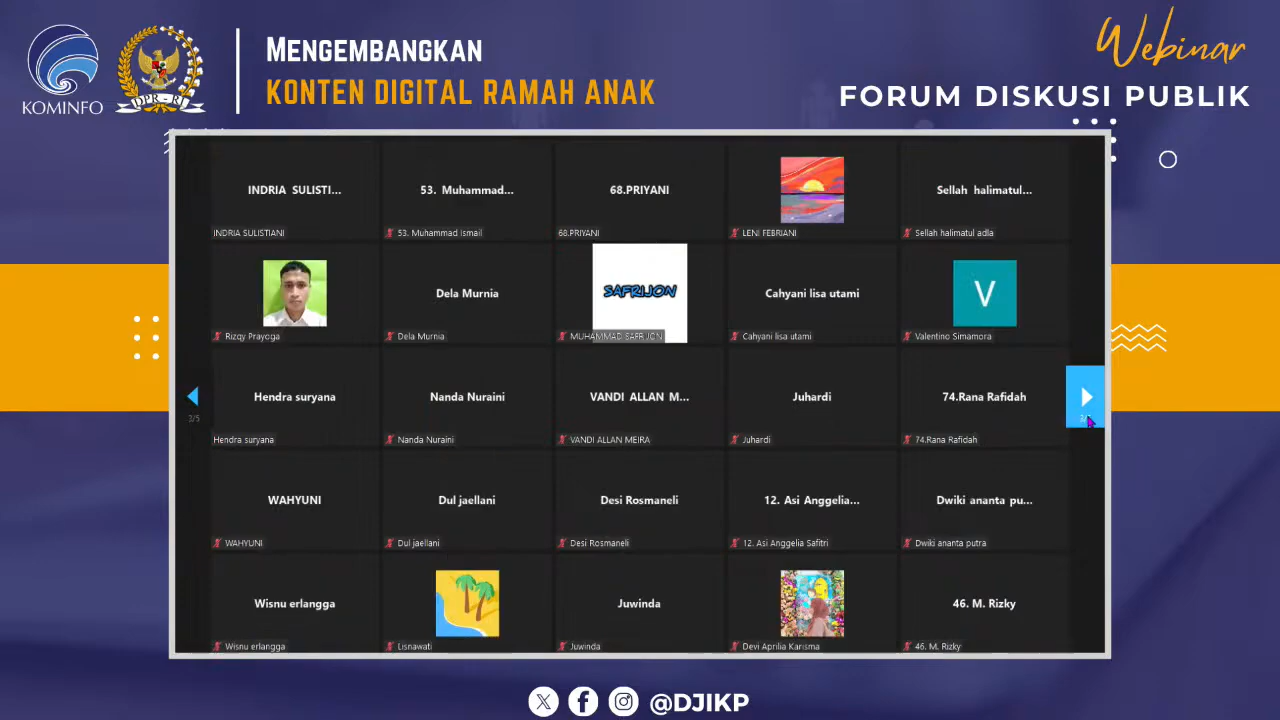 KOMINFO
DPR - RI
MENGEMBANGKAN
KONTEN DIGITAL RAMAH ANAK
Webinar
FORUM DISKUSI PUBLIK
INDRIA SULISTI...
53. Muhammad...
68.PRIYANI
Sellah halimatul...
INDRIA SULISTIANI
53. Muhammad Ismail
68.PRIYANI
LENI FEBRIANI
Sellah halimatul adla
Dela Murnia
SAFRIJON
Cahyani lisa utami
V
Rizqy Prayoga
Dela Murnia
MUHAMMAD SAFRIJON
Cahyani lisa utami
Valentino Simamora
Hendra suryana
Nanda Nuraini
VANDI ALLAN M...
Juhardi
74.Rana Rafidah
3/5
Hendra suryana
Nanda Nuraini
VANDI ALLAN MEIRA
Juhardi
74.Rana Rafidah
WAHYUNI
Dul jaellani
Desi Rosmaneli
12. Asi Anggelia...
Dwiki ananta pu...
WAHYUNI
Dul jaellani
Desi Rosmaneli
12. Asi Anggelia Safitri
Dwiki ananta putra
Wisnu erlangga
Juwinda
46. M. Rizky
Wisnu erlangga
Lisnawati
Juwinda
Devi Aprilia Karisma
46. M. Rizky
@DJIKP